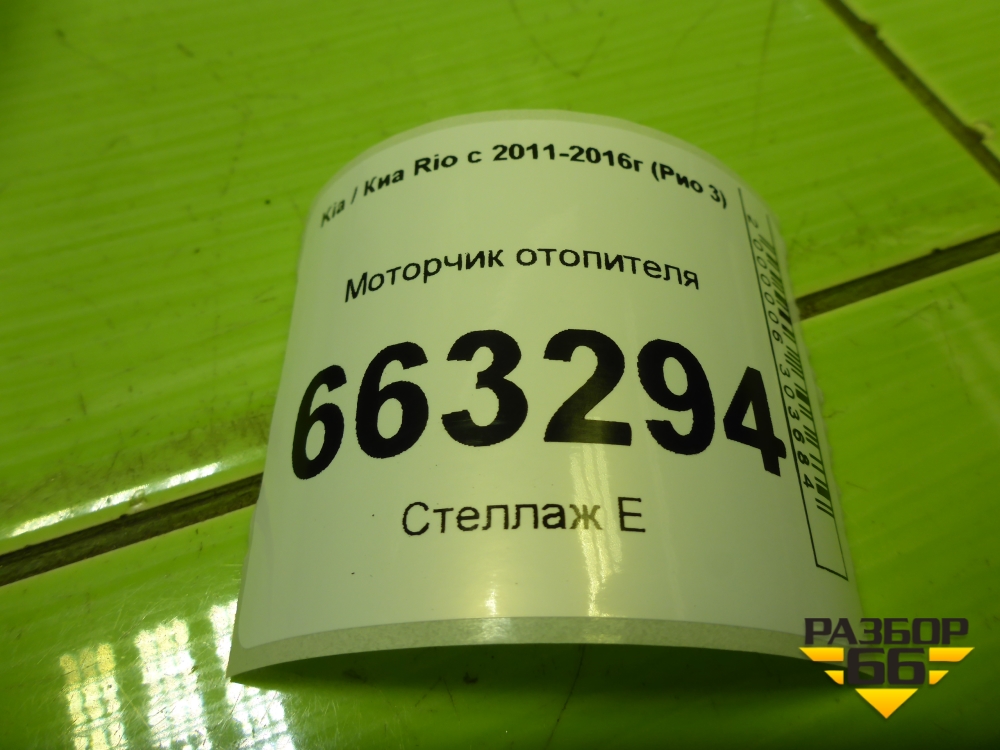 Kia / Киа Rio с 2011-2016г (Рио 3)
Моторчик отопителя
663294
Стеллаж Е
2000006303684
РАЗБОР
66